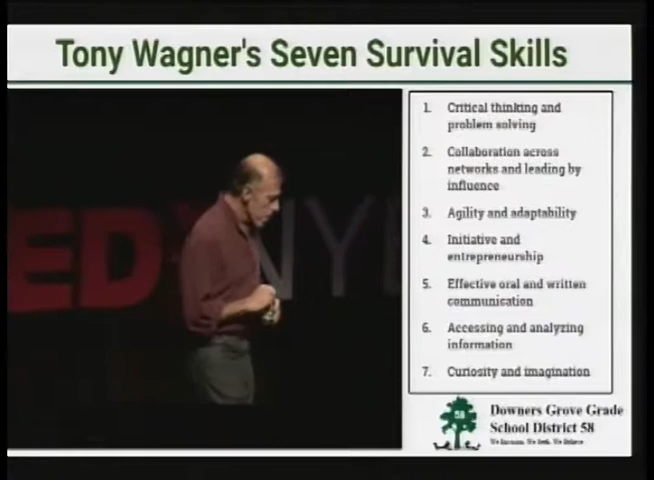 Tony Wagner's Seven Survival Skills
EDxNY
1. Critical thinking and
problem solving
2. Collaboration across
networks and leading by
influence
3. Agility and adaptability
4. Initiative and
entrepreneurship
5. Effective oral and written
communication
6. Accessing and analyzing
information
7. Curiosity and imagination
58
Downers Grove Grade
School District 58